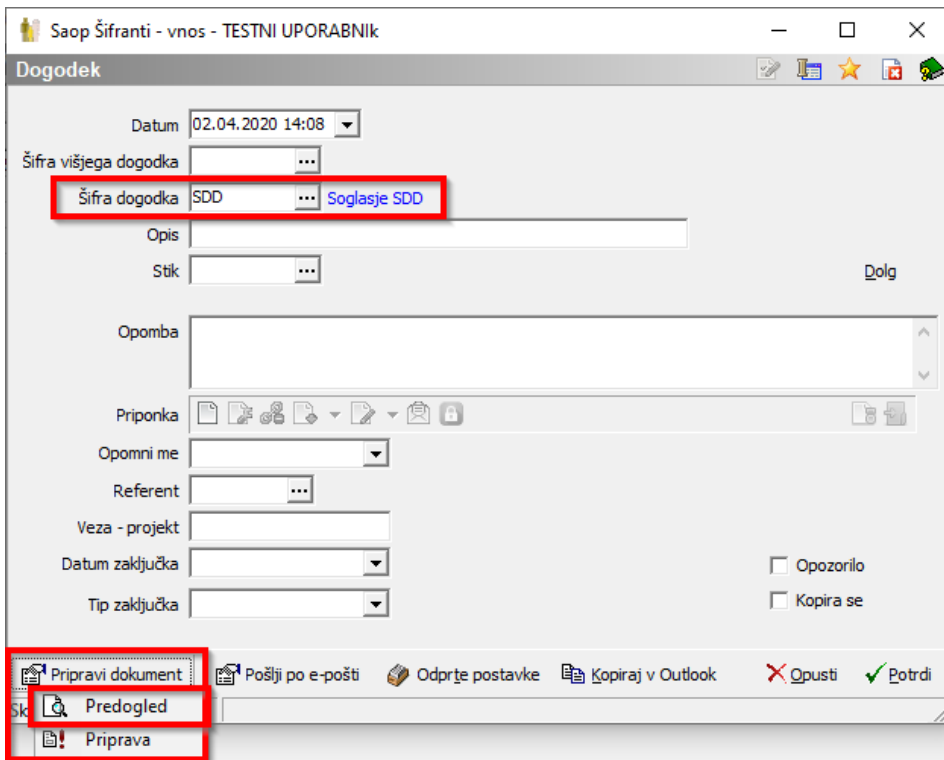 Saop Šifranti - vnos - TESTNI UPORABNIk
Dogodek
Datum 02.04.2020 14:08
Šifra višjega dogodka
Šifra dogodka SDD Soglasje SDD
Opis
Stik
Dolg
Opomba
Priponka
Opomni me
Referent
Veza - projekt
Datum zaključka
Opozorilo
Tip zaključka
Kopira se
Pripravi dokument Pošlji po e-pošti Odprte postavke Kopiraj v Outlook Opusti Potrdi
Sk Predogled
Priprava